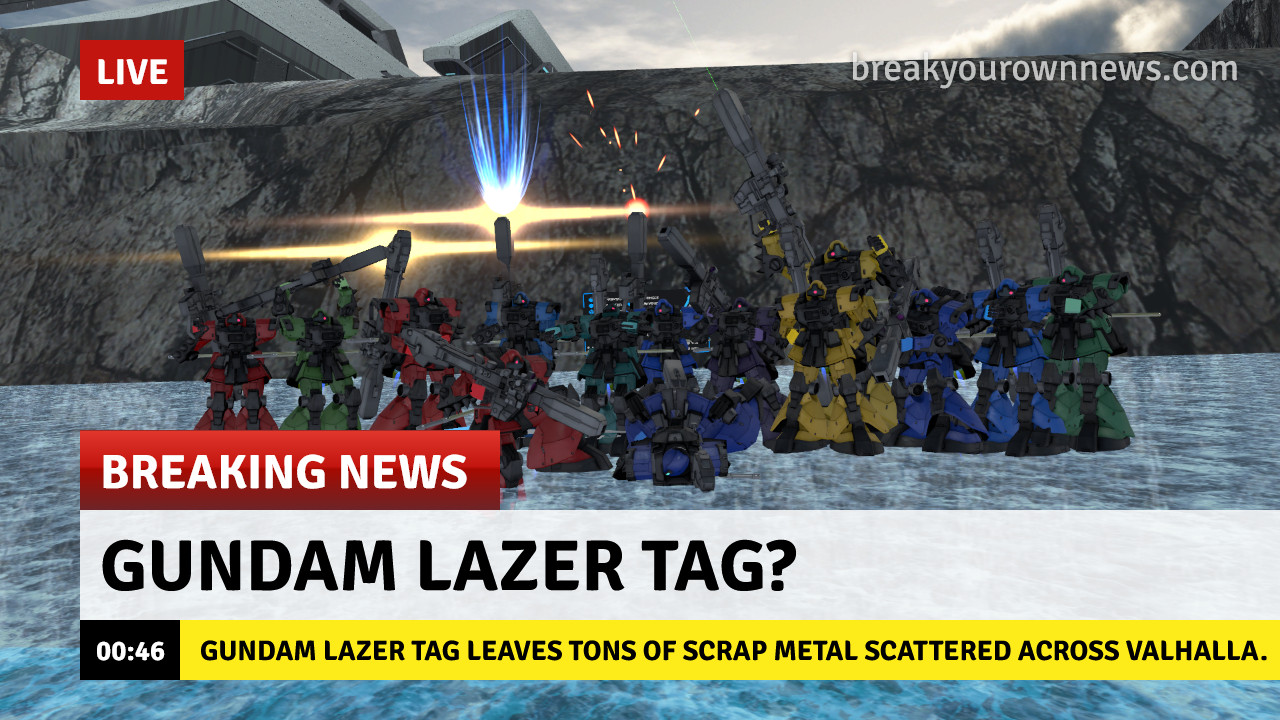 LIVE
breakyourownnews.com
BREAKING NEWS
GUNDAM LAZER TAG?
00:46
GUNDAM LAZER TAG LEAVES TONS OF SCRAP METAL SCATTERED ACROSS VALHALLA.